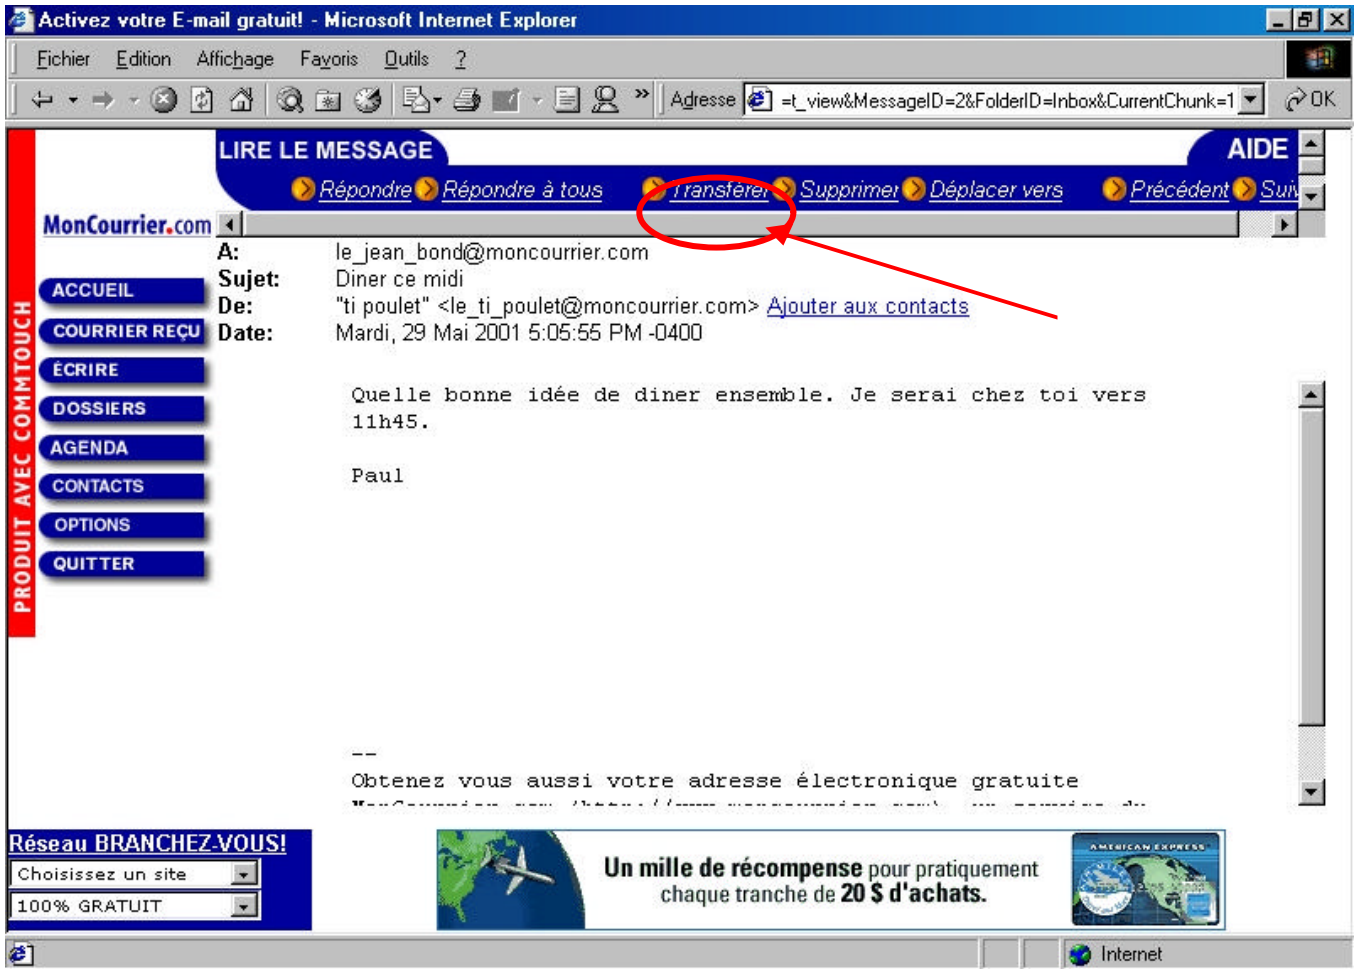 Activez votre E-mail gratuit! - Microsoft Internet Explorer
Fichier Edition Affichage Favoris Outils ?
» Adresse =t_view&MessageID=2&FolderID=Inbox&CurrentChunk=1 OK
LIRE LE MESSAGE AIDE
Répondre Répondre à tous Transférer Supprimer Déplacer vers Précédent
MonCourrier.com
A: le_jean_bond@moncourrier.com
Sujet: Diner ce midi
De: "ti poulet" <le_ti_poulet@moncourrier.com> Ajouter aux contacts
Date: Mardi, 29 Mai 2001 5:05:55 PM -0400
ACCUEIL
COURRIER REÇU
ÉCRIRE
DOSSIERS
AGENDA
CONTACTS
OPTIONS
QUITTER
PRODUIT AVEC COMMTOUCH
Quelle bonne idée de diner ensemble. Je serai chez toi vers
11h45.
Paul
--
Obtenez vous aussi votre adresse électronique gratuite
Réseau BRANCHEZ-VOUS!
Choisissez un site
100% GRATUIT
Un mille de récompense pour pratiquement
chaque tranche de 20 $ d'achats.
AMERICAN EXPRESS
Internet